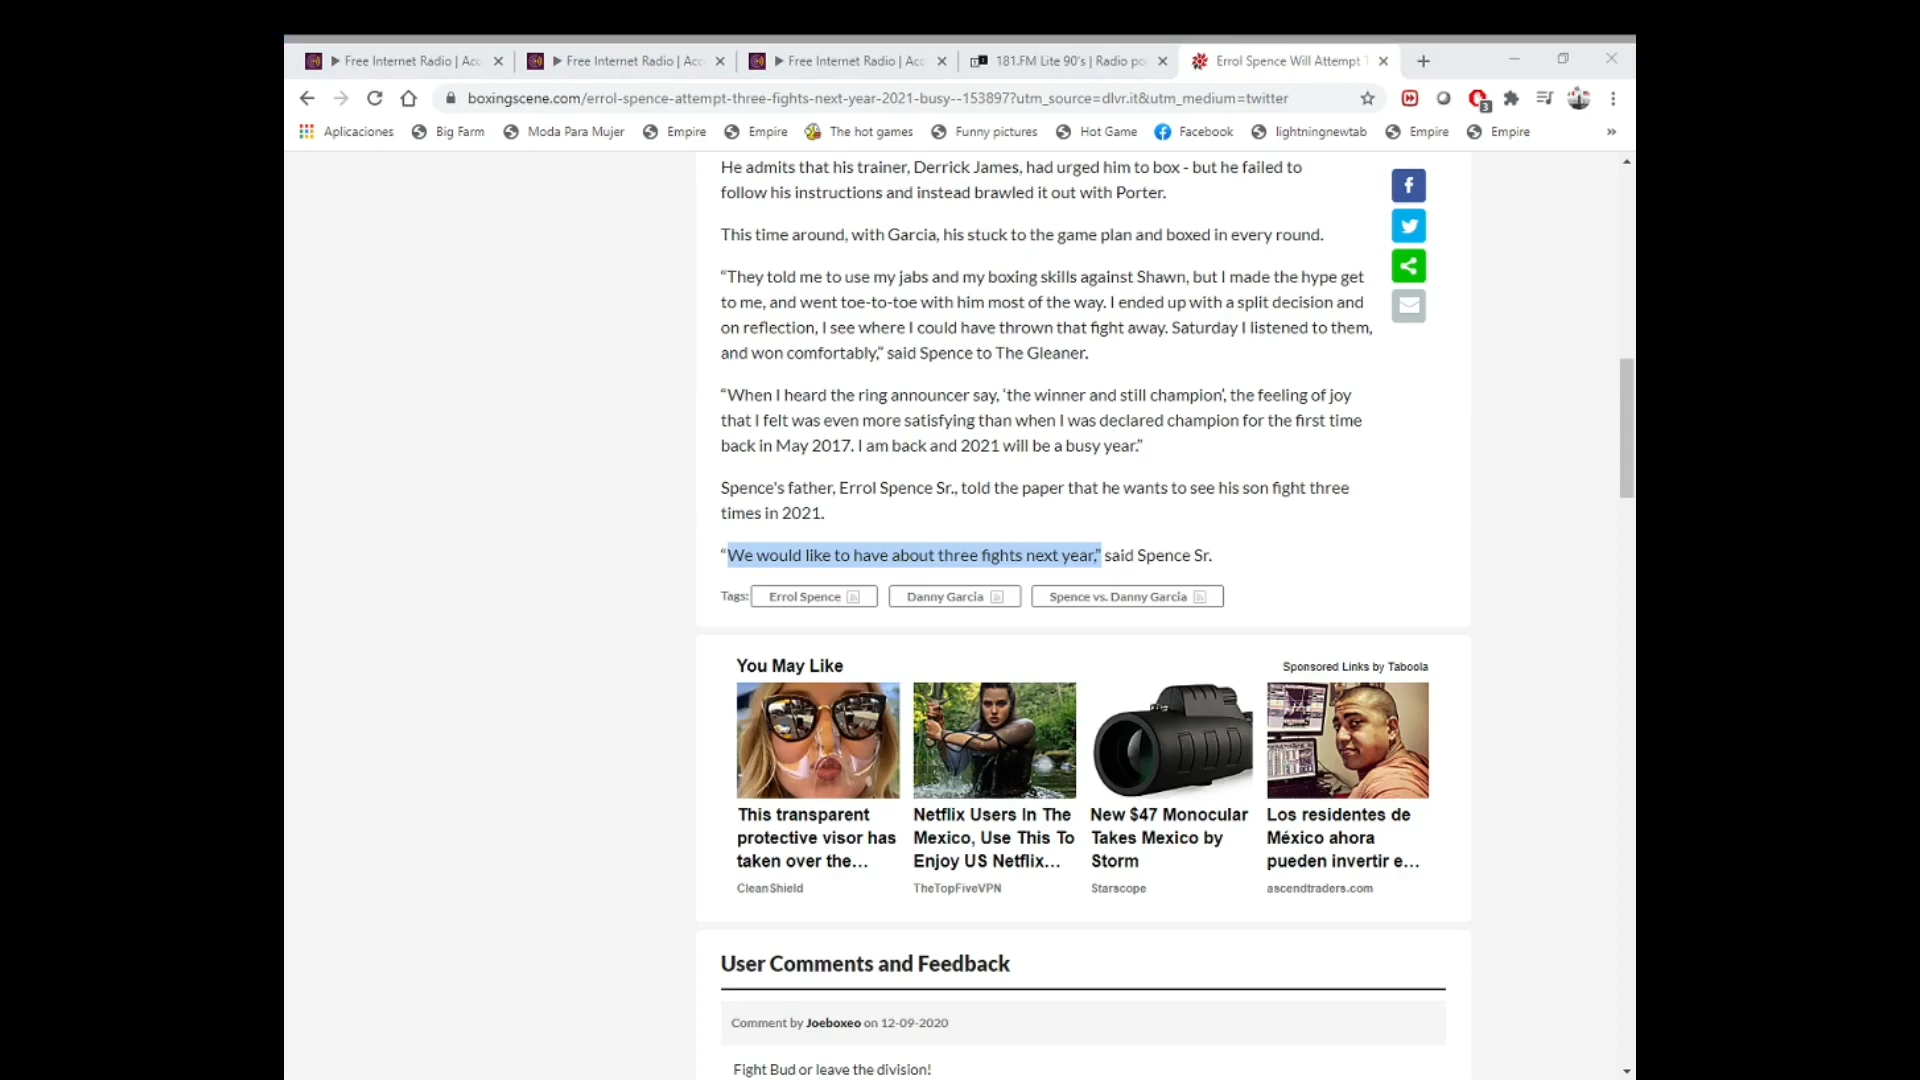 Free Internet Radio | Acc
Free Internet Radio | Acc
Free Internet Radio | Acc
181.FM Lite 90's | Radio po
Errol Spence Will Attempt T
boxingscene.com/errol-spence-attempt-three-fights-next-year-2021-busy--153897?utm_source=dlvr.it&utm_medium=twitter
3
Aplicaciones
Big Farm
Moda Para Mujer
Empire
Empire
The hot games
Funny pictures
Hot Game
Facebook
lightningnewtab
Empire
Empire
He admits that his trainer, Derrick James, had urged him to box - but he failed to
follow his instructions and instead brawled it out with Porter.
This time around, with Garcia, his stuck to the game plan and boxed in every round.
“They told me to use my jabs and my boxing skills against Shawn, but I made the hype get
to me, and went toe-to-toe with him most of the way. I ended up with a split decision and
on reflection, I see where I could have thrown that fight away. Saturday I listened to them,
and won comfortably,” said Spence to The Gleaner.
“When I heard the ring announcer say, ‘the winner and still champion’, the feeling of joy
that I felt was even more satisfying than when I was declared champion for the first time
back in May 2017. I am back and 2021 will be a busy year.”
Spence's father, Errol Spence Sr., told the paper that he wants to see his son fight three
times in 2021.
“We would like to have about three fights next year,” said Spence Sr.
Tags: Errol Spence Danny Garcia Spence vs. Danny Garcia
You May Like
Sponsored Links by Taboola
This transparent
protective visor has
taken over the...
CleanShield
Netflix Users In The
Mexico, Use This To
Enjoy US Netflix...
TheTopFiveVPN
New $47 Monocular
Takes Mexico by
Storm
Starscope
Los residentes de
México ahora
pueden invertir e...
ascendtraders.com
User Comments and Feedback
Comment by Joeboxeo on 12-09-2020
Fight Bud or leave the division!